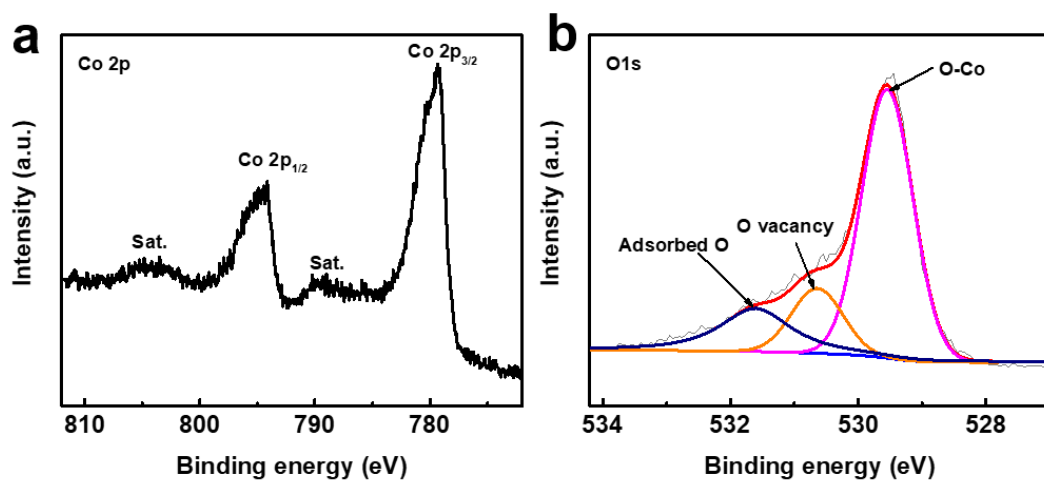 a
Co 2p
Co 2p3/2
Co 2p1/2
Sat.
Sat.
Intensity (a.u.)
810 800 790 780
Binding energy (eV)
b
O1s
O-Co
O vacancy
Adsorbed O
Intensity (a.u.)
534 532 530 528
Binding energy (eV)